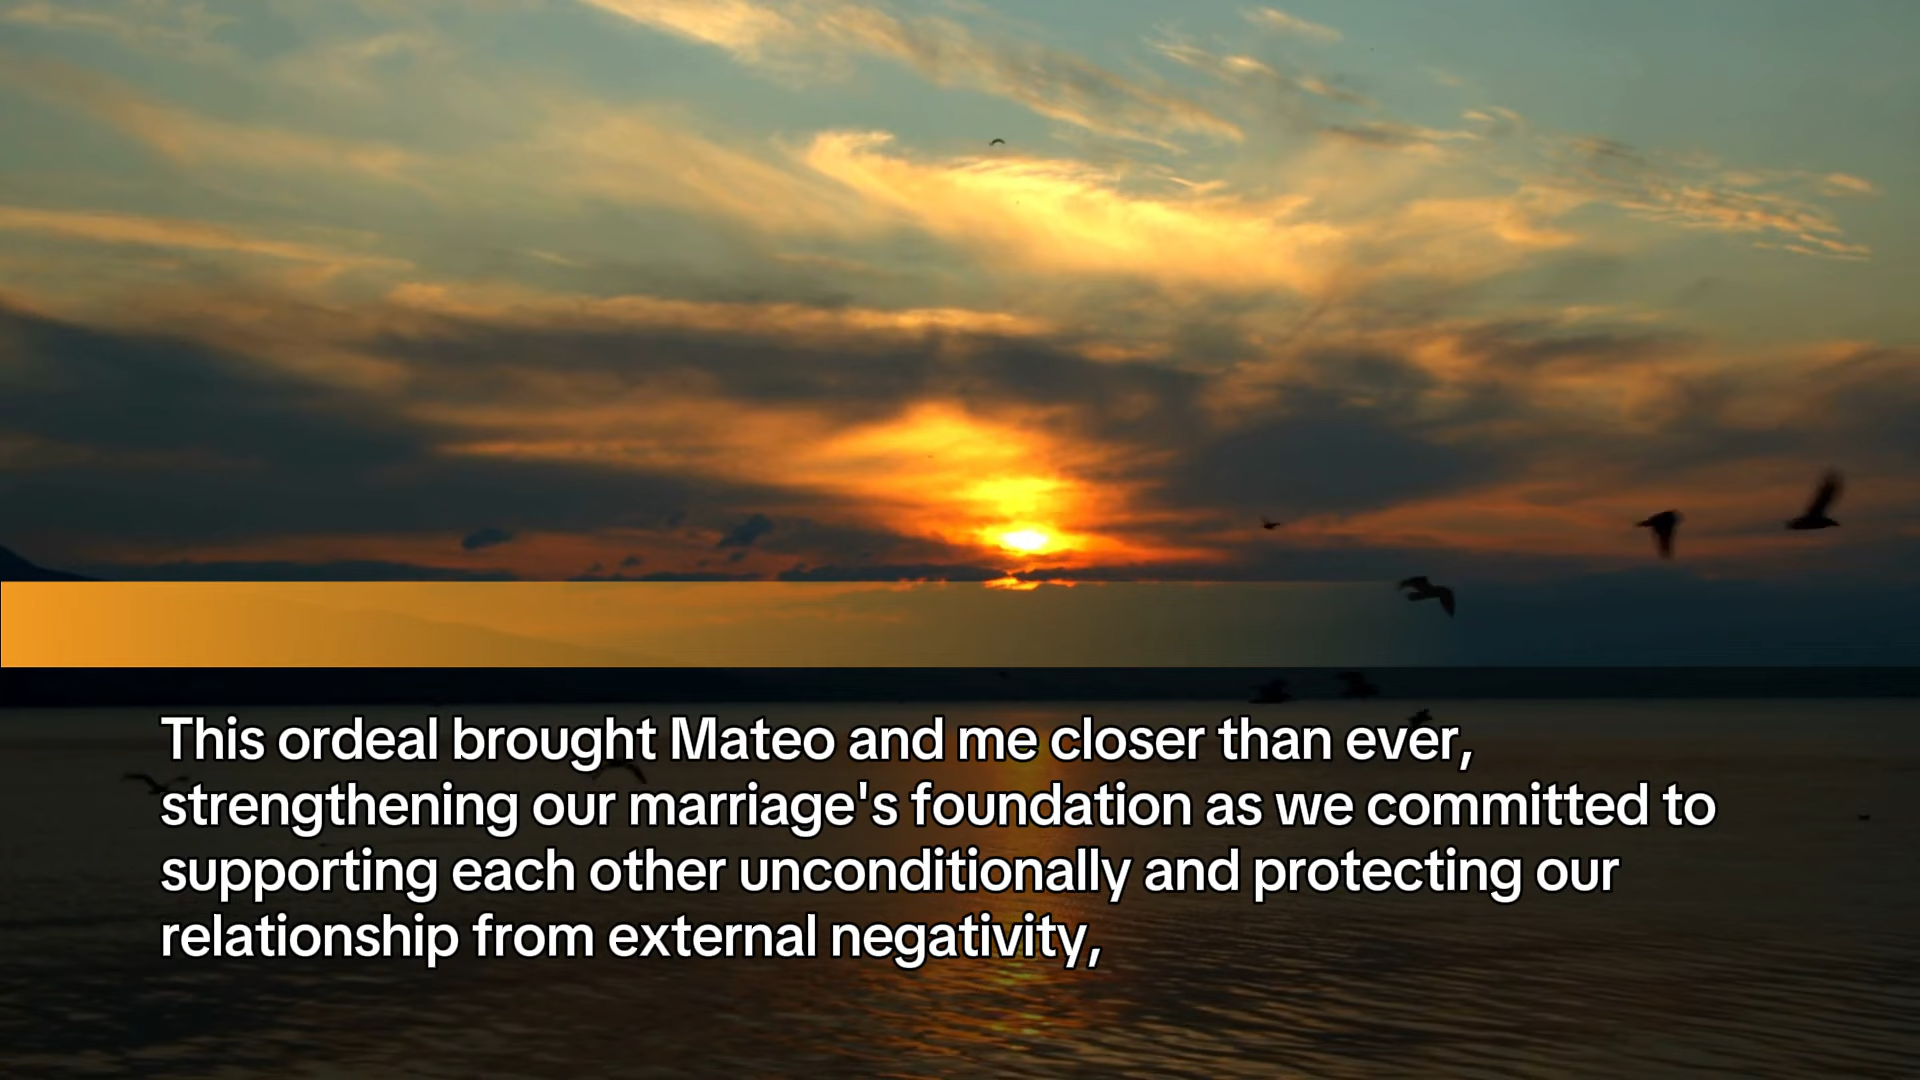 This ordeal brought Mateo and me closer than ever,
strengthening our marriage's foundation as we committed to
supporting each other unconditionally and protecting our
relationship from external negativity,